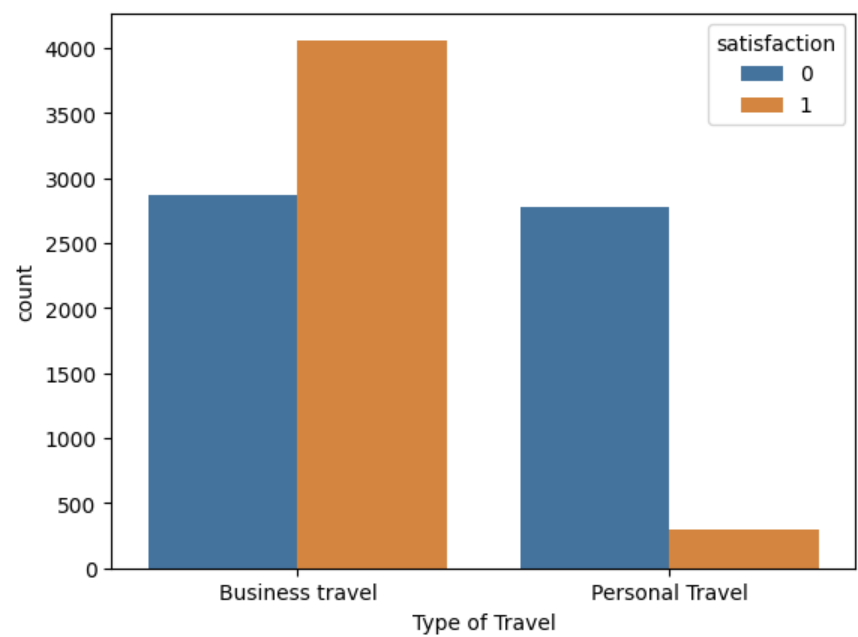 satisfaction
0
1
4000
3500
3000
2500
2000
1500
1000
500
0
count
Business travel
Personal Travel
Type of Travel